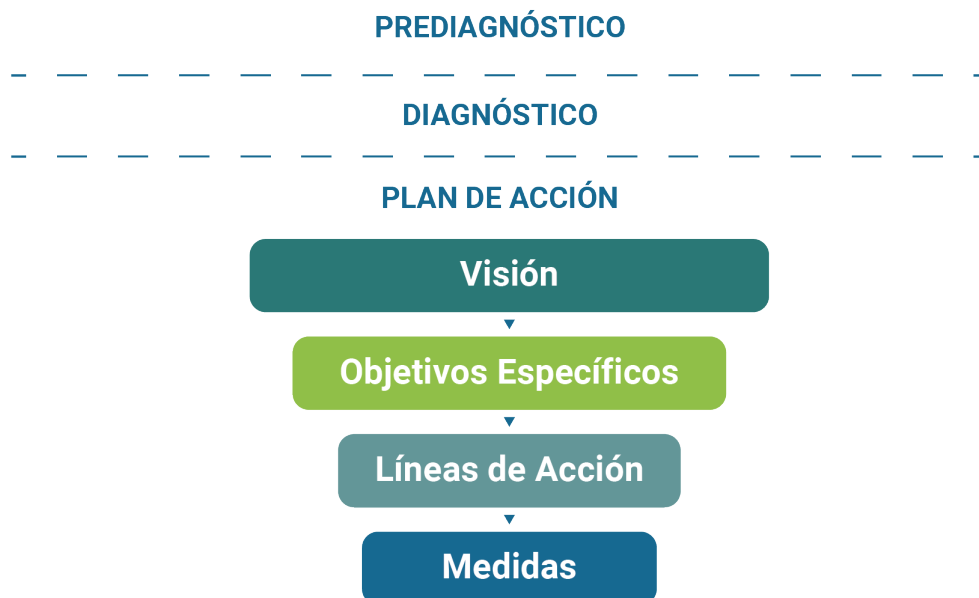 PREDIAGNÓSTICO
DIAGNÓSTICO
PLAN DE ACCIÓN
Visión
Objetivos Específicos
Líneas de Acción
Medidas